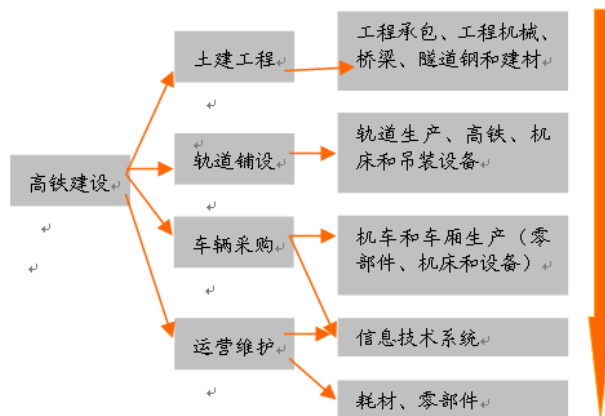 土建工程
工程承包、工程机械、
桥梁、隧道钢和建材
轨道铺设
轨道生产、高铁、机
床和吊装设备
高铁建设
车辆采购
机车和车厢生产（零
部件、机床和设备）
运营维护
信息技术系统
耗材、零部件